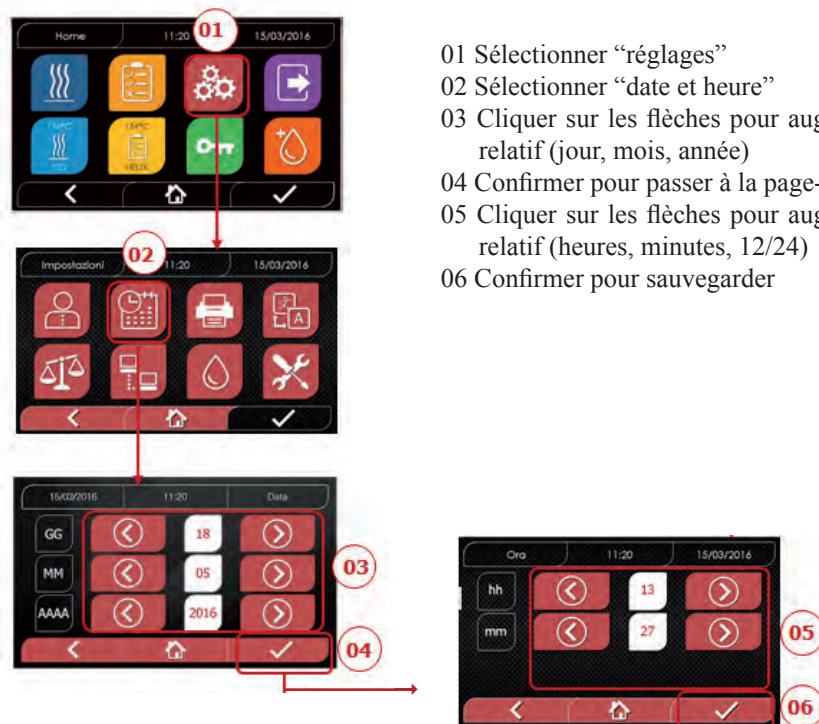 Home 11:20 01 15/03/2016
134°C
121°C
HELIX
02
Impostazioni 11:20 15/03/2016
A
15/03/2016 11:20 Data
GG 18
MM 05
AAAA 2016
03
04
01 Sélectionner “réglages”
02 Sélectionner “date et heure”
03 Cliquer sur les flèches pour aug
relatif (jour, mois, année)
04 Confirmer pour passer à la page-
05 Cliquer sur les flèches pour aug
relatif (heures, minutes, 12/24)
06 Confirmer pour sauvegarder
Ora 11:20 15/03/2016
hh 13
mm 27
05
06